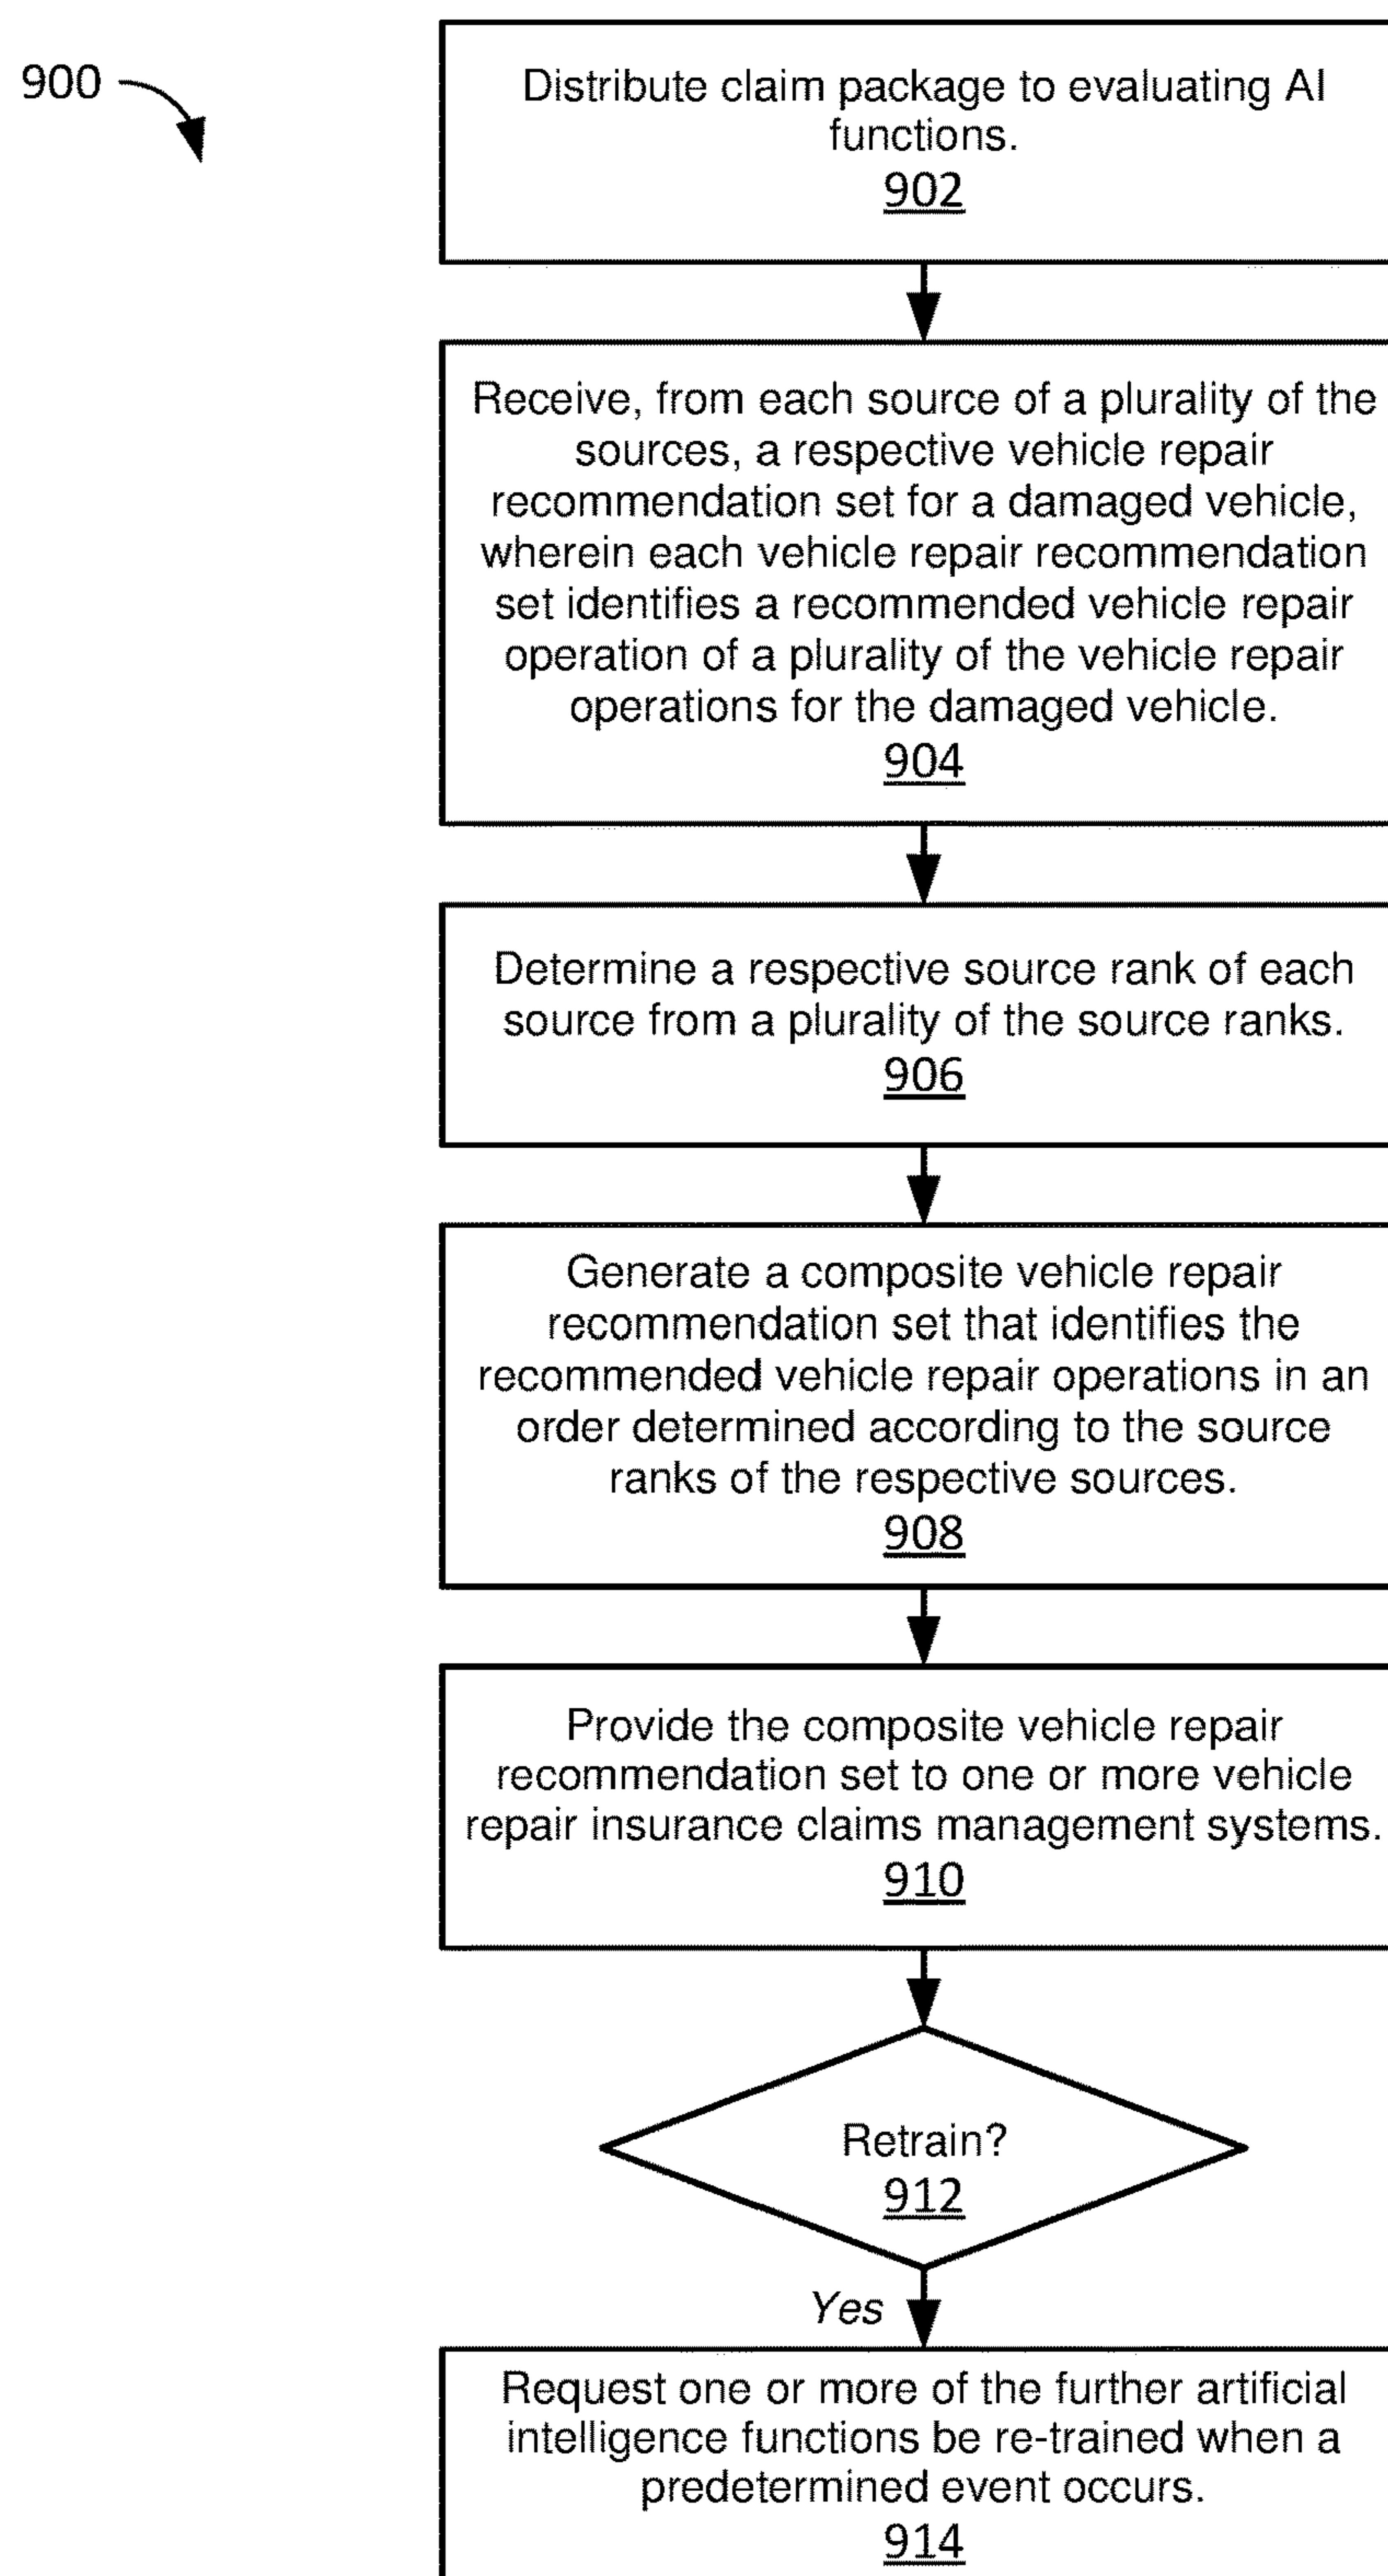 900
Distribute claim package to evaluating AI
functions.
902
Receive, from each source of a plurality of the
sources, a respective vehicle repair
recommendation set for a damaged vehicle,
wherein each vehicle repair recommendation
set identifies a recommended vehicle repair
operation of a plurality of the vehicle repair
operations for the damaged vehicle.
904
Determine a respective source rank of each
source from a plurality of the source ranks.
906
Generate a composite vehicle repair
recommendation set that identifies the
recommended vehicle repair operations in an
order determined according to the source
ranks of the respective sources.
908
Provide the composite vehicle repair
recommendation set to one or more vehicle
repair insurance claims management systems.
910
Retrain?
912
Yes
Request one or more of the further artificial
intelligence functions be re-trained when a
predetermined event occurs.
914